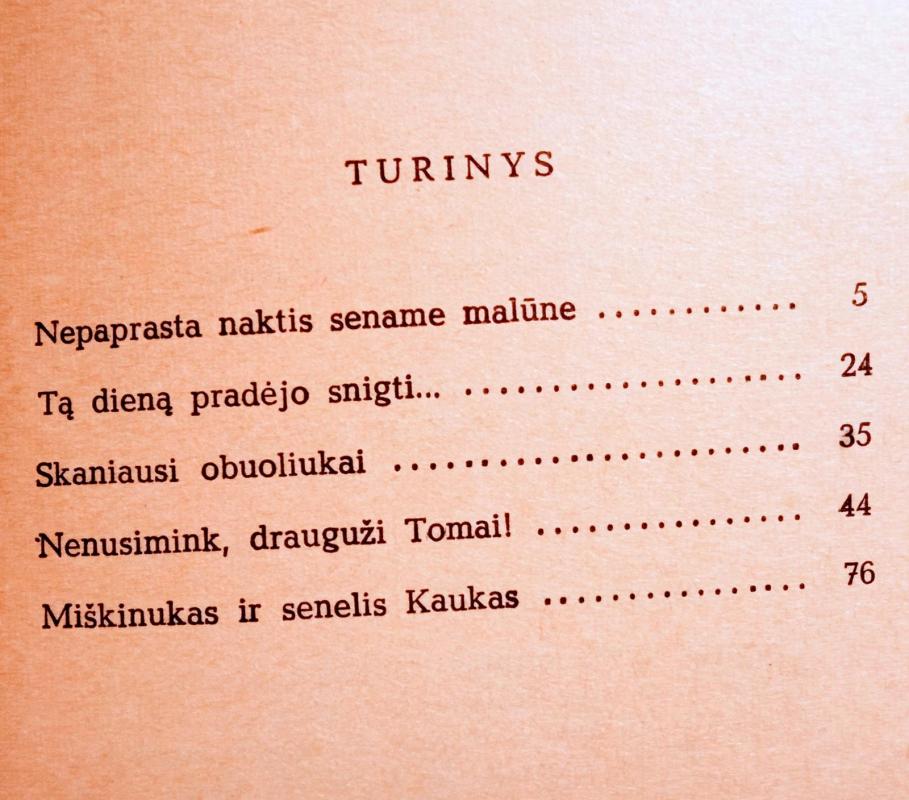 TURINYS
Nepaprasta naktis sename malūne ............ 5
Tą dieną pradėjo snigti... ................... 24
Skaniausi obuoliukai ....................... 35
Nenusimink, drauguži Tomai! ............... 44
Miškinukas ir senelis Kaukas ............... 76